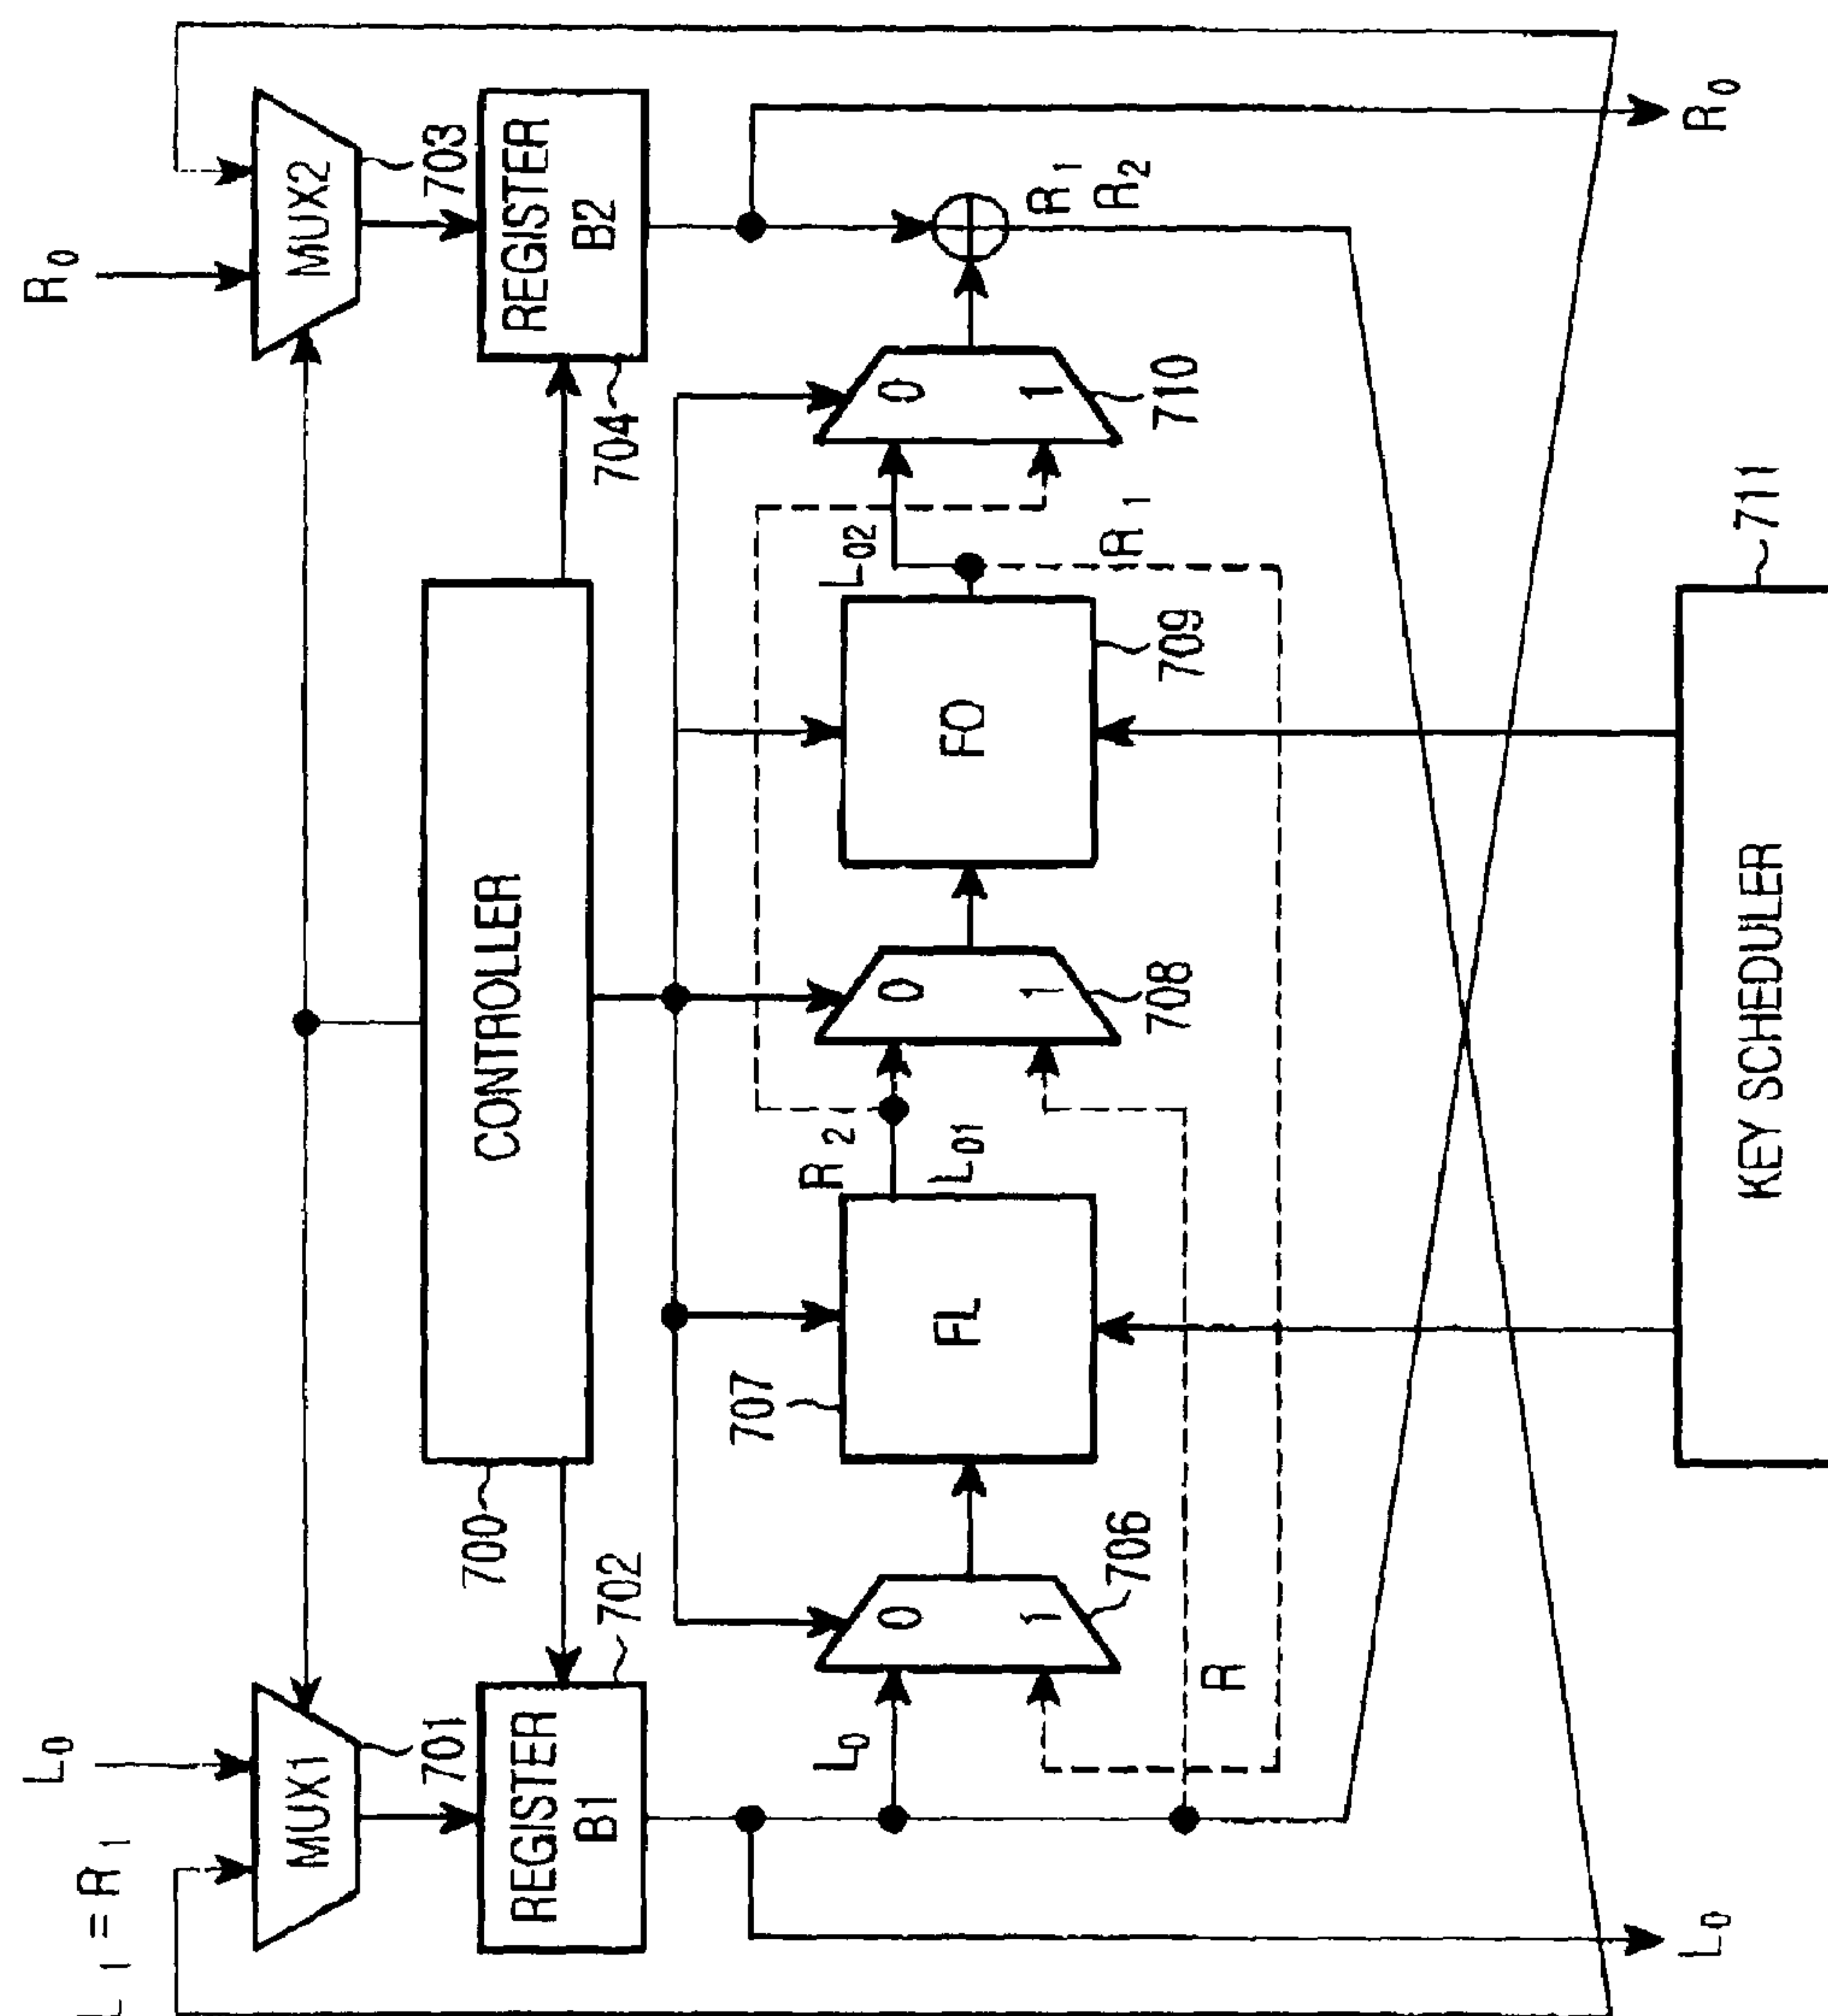 L1 = R1
L0
R0
MUX1
701
MUX2
703
CONTROLLER
700
REGISTER
B1
702
REGISTER
B2
704
L0
0
1
706
707
FL
R2
L01
0
1
708
FO
709
L02
R1
0
1
710
R1
R2
R
L0
R0
KEY SCHEDULER
711